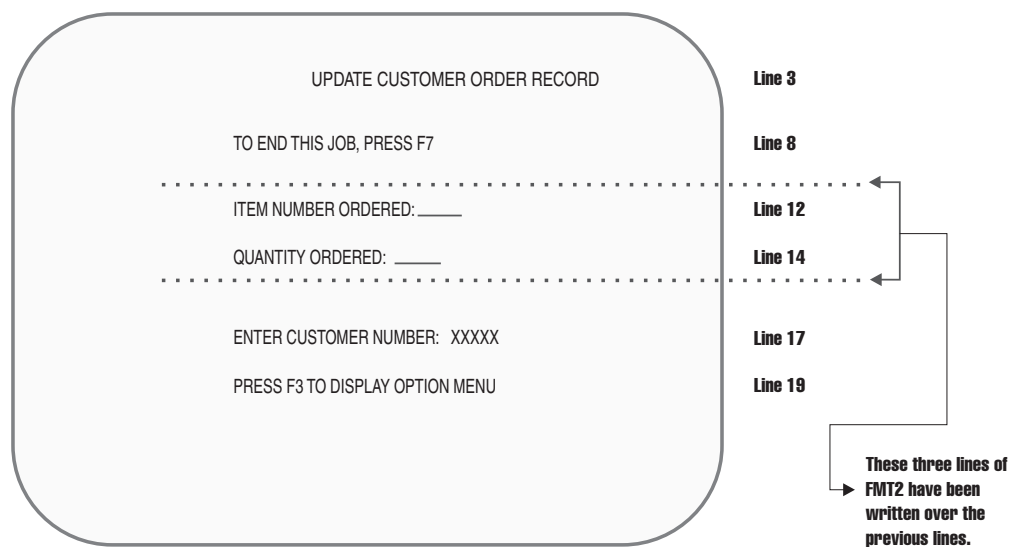 UPDATE CUSTOMER ORDER RECORD Line 3
TO END THIS JOB, PRESS F7 Line 8
ITEM NUMBER ORDERED: _____ Line 12
QUANTITY ORDERED: _____ Line 14
ENTER CUSTOMER NUMBER: XXXXX Line 17
PRESS F3 TO DISPLAY OPTION MENU Line 19
These three lines of
FMT2 have been
written over the
previous lines.